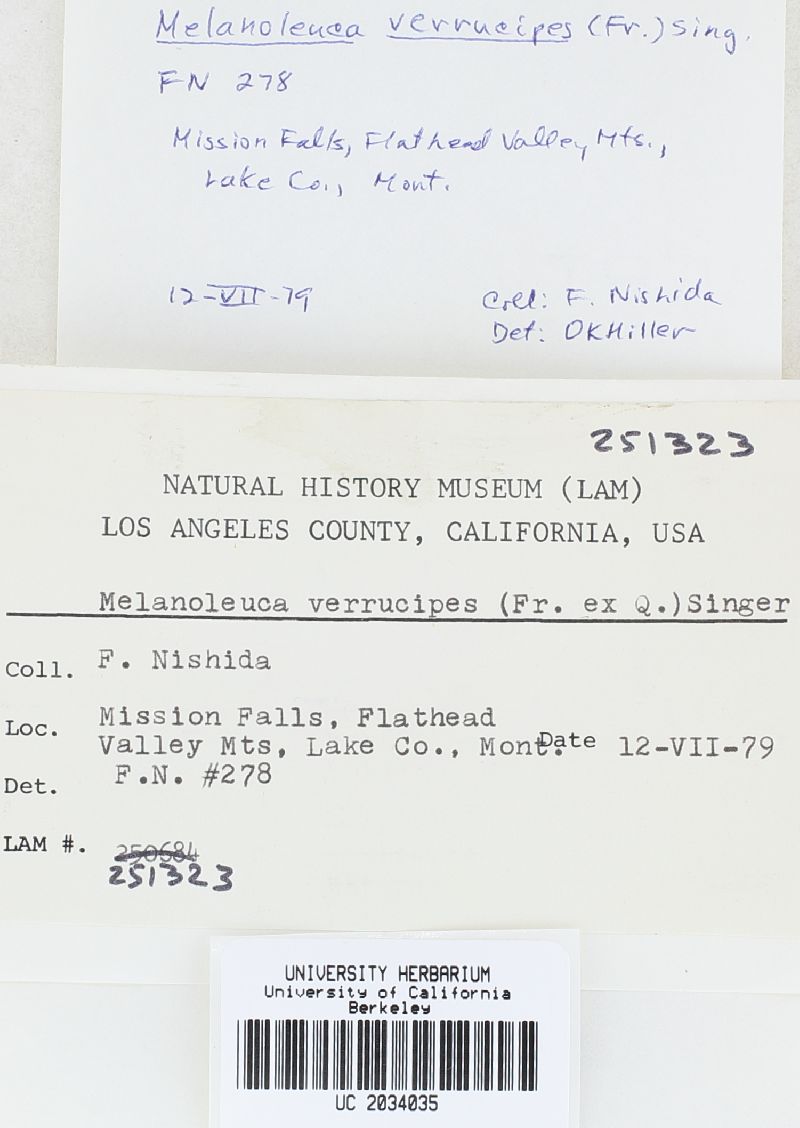 Melanoleuca verrucipes (Fr.) Sing.
FN 278
Mission Falls, Flathead Valley Mts.,
Lake Co., Mont.
12-VII-79
Coll: F. Nishida
Det: OKMiller
251323
NATURAL HISTORY MUSEUM (LAM)
LOS ANGELES COUNTY, CALIFORNIA, USA
Melanoleuca verrucipes (Fr. ex Q.)Singer
Coll. F. Nishida
Loc. Mission Falls, Flathead
Valley Mts, Lake Co., Mont. Date 12-VII-79
Det. F.N. #278
LAM #. 250684
251323
UNIVERSITY HERBARIUM
University of California
Berkeley
UC 2034035